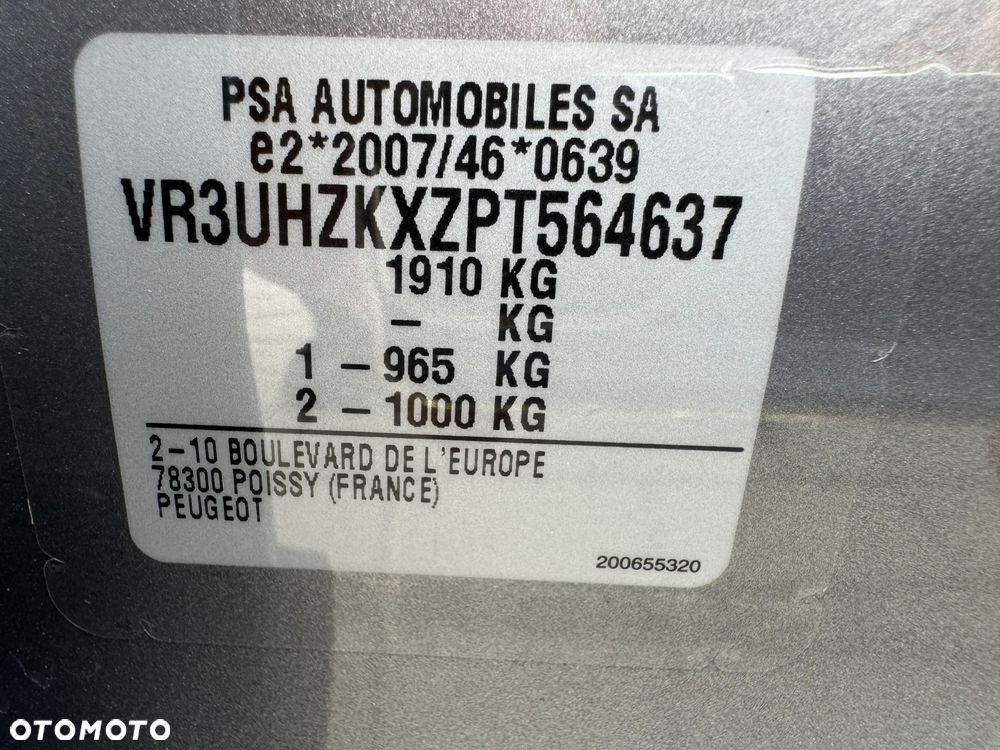 PSA AUTOMOBILES SA
e2*2007/46*0639
VR3UHZKXZPT564637
1910 KG
- KG
1 - 965 KG
2 - 1000 KG
2-10 BOULEVARD DE L'EUROPE
78300 POISSY (FRANCE)
PEUGEOT
200655320
OTOMOTO